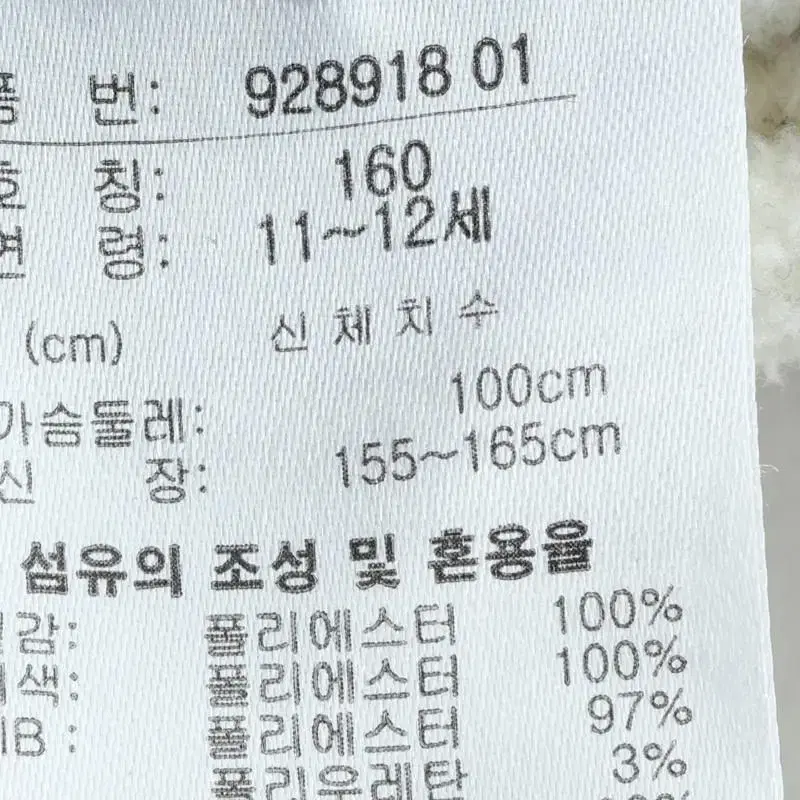 품 번: 928918 01
호 칭: 160
연 령: 11~12세
(cm) 신체치수
가슴둘레: 100cm
신 장: 155~165cm
섬유의 조성 및 혼용율
감: 폴리에스터 100%
색: 폴리에스터 100%
B: 폴리에스터 97%
폴리우레탄 3%